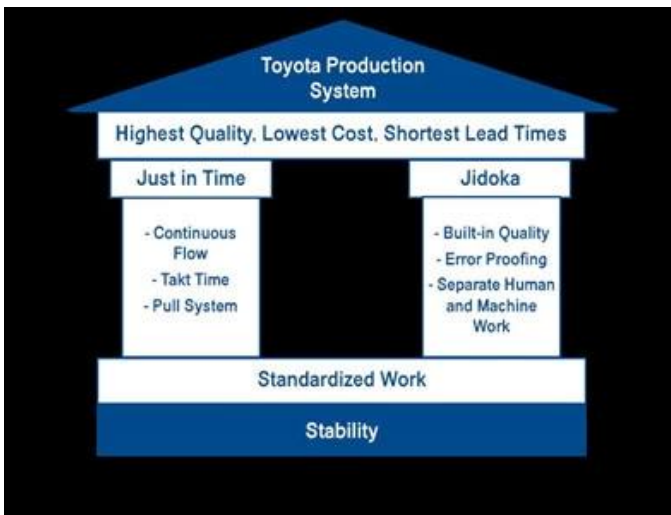 Toyota Production
System
Highest Quality, Lowest Cost, Shortest Lead Times
Just in Time
- Continuous
Flow
- Takt Time
- Pull System
Jidoka
- Built-in Quality
- Error Proofing
- Separate Human
and Machine
Work
Standardized Work
Stability